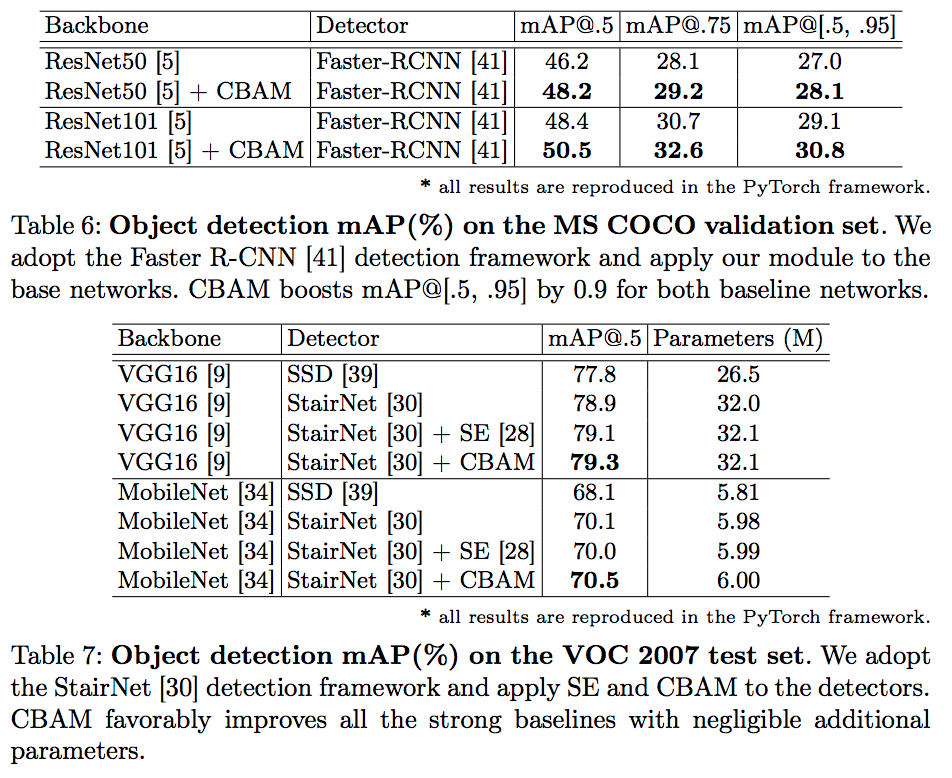 Backbone Detector mAP@.5 mAP@.75 mAP@[.5, .95]
ResNet50 [5] Faster-RCNN [41] 46.2 28.1 27.0
ResNet50 [5] + CBAM Faster-RCNN [41] 48.2 29.2 28.1
ResNet101 [5] Faster-RCNN [41] 48.4 30.7 29.1
ResNet101 [5] + CBAM Faster-RCNN [41] 50.5 32.6 30.8
* all results are reproduced in the PyTorch framework.
Table 6: Object detection mAP(%) on the MS COCO validation set. We
adopt the Faster R-CNN [41] detection framework and apply our module to the
base networks. CBAM boosts mAP@[.5, .95] by 0.9 for both baseline networks.
Backbone Detector mAP@.5 Parameters (M)
VGG16 [9] SSD [39] 77.8 26.5
VGG16 [9] StairNet [30] 78.9 32.0
VGG16 [9] StairNet [30] + SE [28] 79.1 32.1
VGG16 [9] StairNet [30] + CBAM 79.3 32.1
MobileNet [34] SSD [39] 68.1 5.81
MobileNet [34] StairNet [30] 70.1 5.98
MobileNet [34] StairNet [30] + SE [28] 70.0 5.99
MobileNet [34] StairNet [30] + CBAM 70.5 6.00
* all results are reproduced in the PyTorch framework.
Table 7: Object detection mAP(%) on the VOC 2007 test set. We adopt
the StairNet [30] detection framework and apply SE and CBAM to the detectors.
CBAM favorably improves all the strong baselines with negligible additional
parameters.